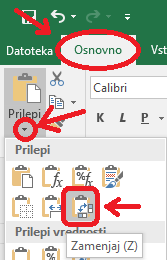 Datoteka Osnovno Vst
Prilepi
Calibri
K L P
Prilepi
Prilepi vrednosti
Zamenjaj (Z)